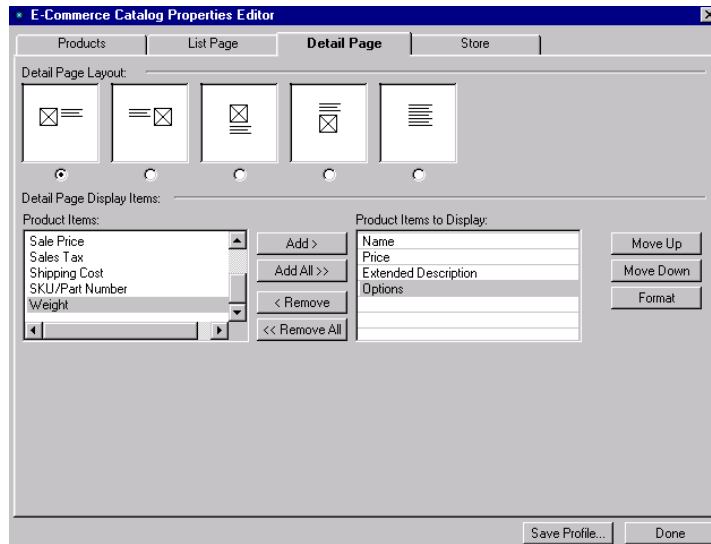 E-Commerce Catalog Properties Editor
Products
List Page
Detail Page
Store
Detail Page Layout:
Detail Page Display Items:
Product Items:
Product Items to Display:
Sale Price
Sales Tax
Shipping Cost
SKU/Part Number
Weight
Add >
Add All >>
< Remove
<< Remove All
Name
Price
Extended Description
Options
Move Up
Move Down
Format
Save Profile...
Done